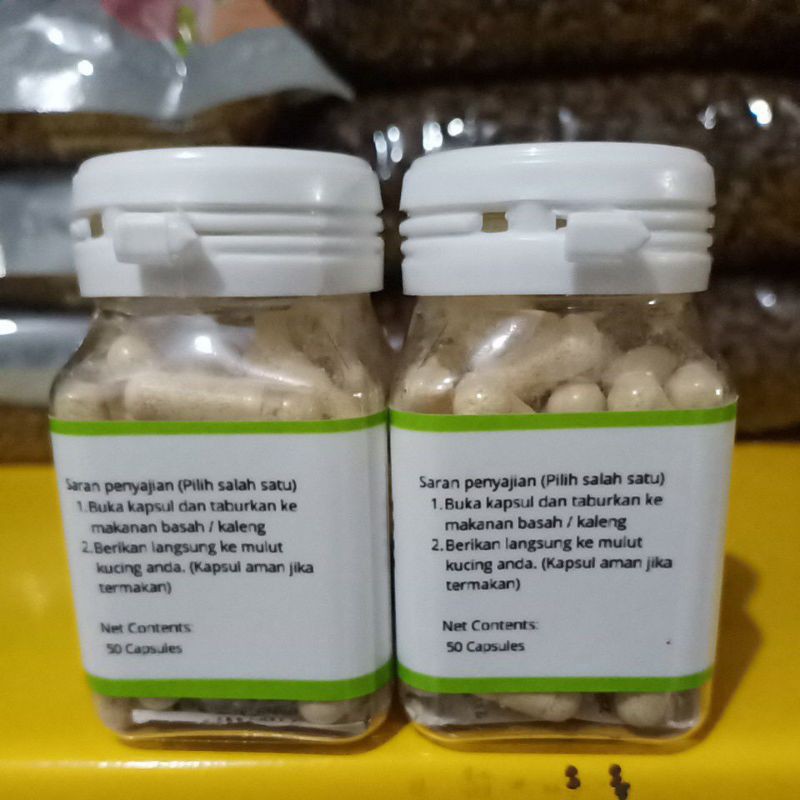 Saran penyajian (Pilih salah satu)
1.Buka kapsul dan taburkan ke
makanan basah / kaleng
2.Berikan langsung ke mulut
kucing anda. (Kapsul aman jika
termakan)
Net Contents:
50 Capsules
Saran penyajian (Pilih salah satu)
1.Buka kapsul dan taburkan ke
makanan basah / kaleng
2.Berikan langsung ke mulut
kucing anda. (Kapsul aman jika
termakan)
Net Contents:
50 Capsules